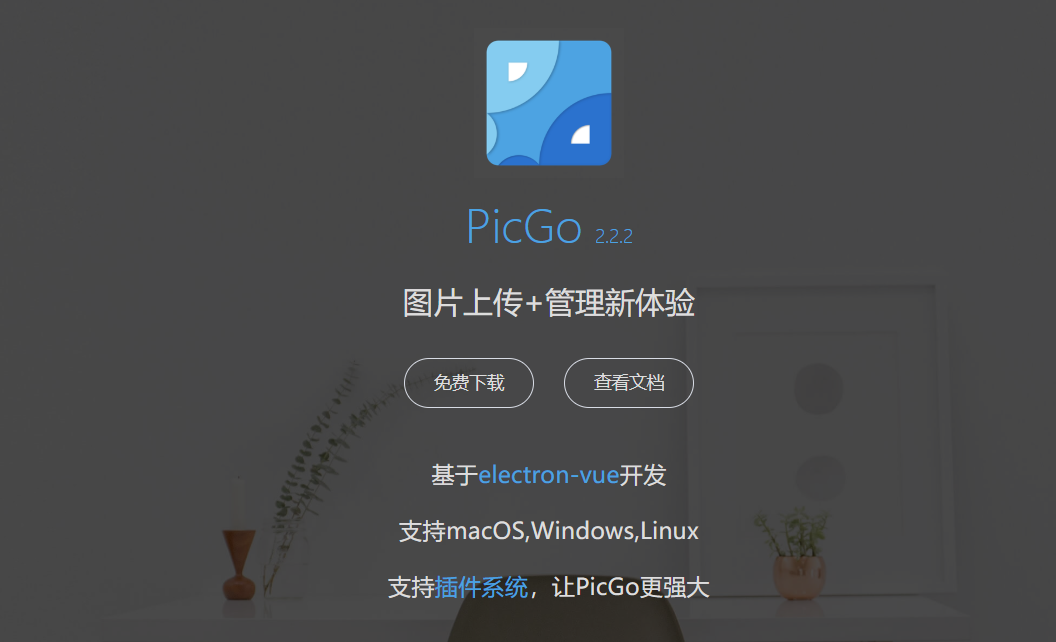 PicGo 2.2.2
图片上传+管理新体验
免费下载 查看文档
基于electron-vue开发
支持macOS,Windows,Linux
支持插件系统，让PicGo更强大